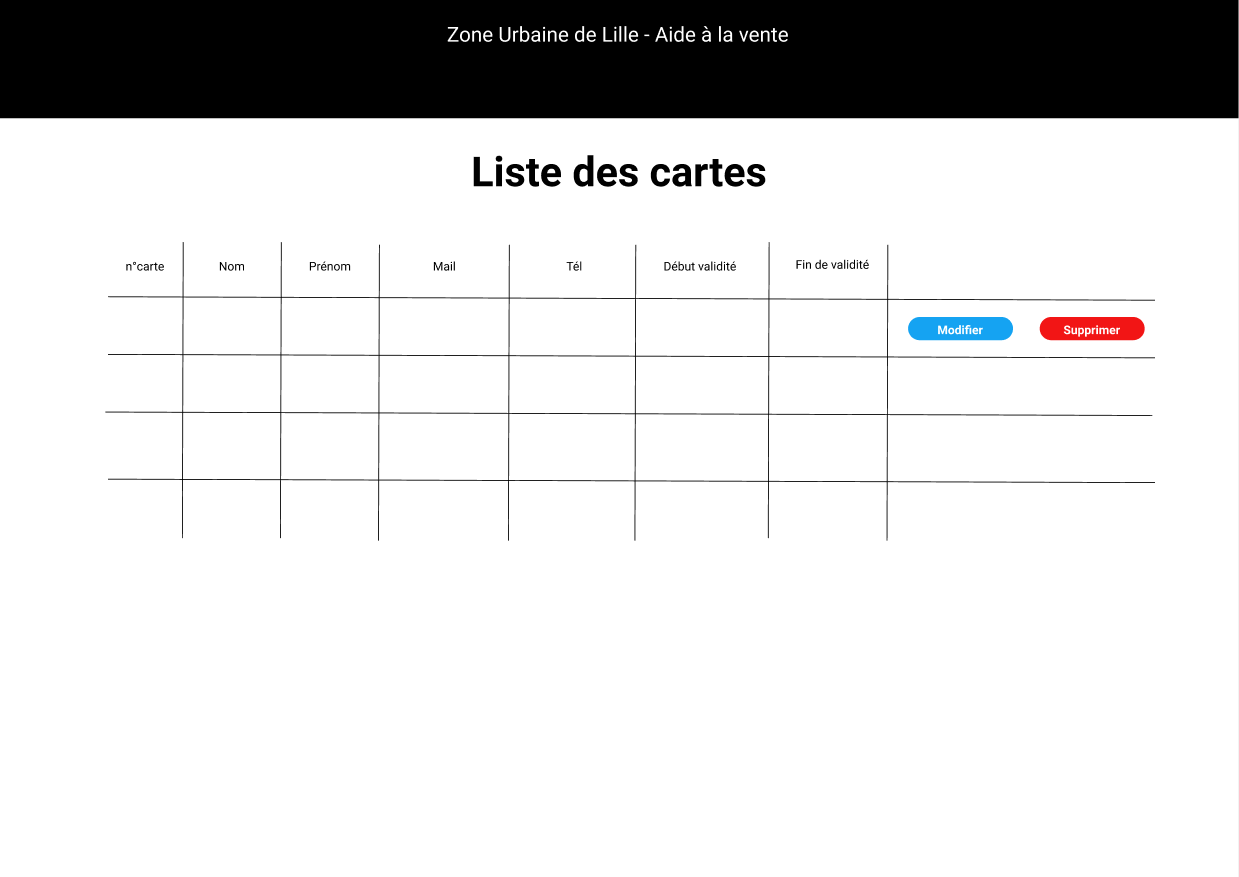 Zone Urbaine de Lille - Aide à la vente
Liste des cartes
n°carte Nom Prénom Mail Tél Début validité Fin de validité
Modifier Supprimer